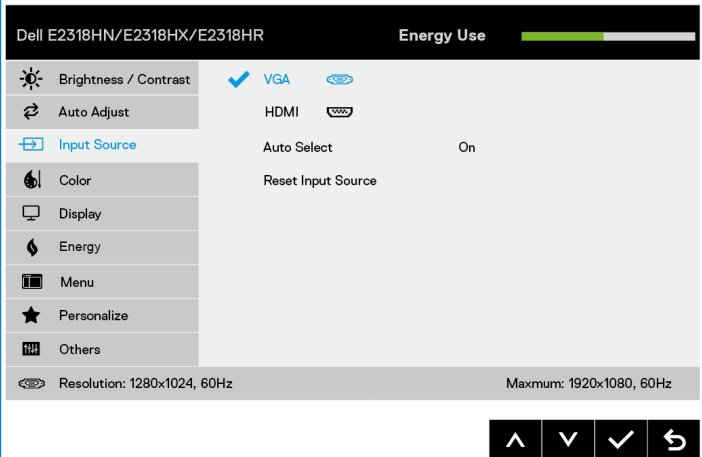 Dell E2318HN/E2318HX/E2318HR Energy Use
Brightness / Contrast VGA
Auto Adjust HDMI
Input Source Auto Select On
Color Reset Input Source
Display
Energy
Menu
Personalize
Others
Resolution: 1280x1024, 60Hz Maxmum: 1920x1080, 60Hz